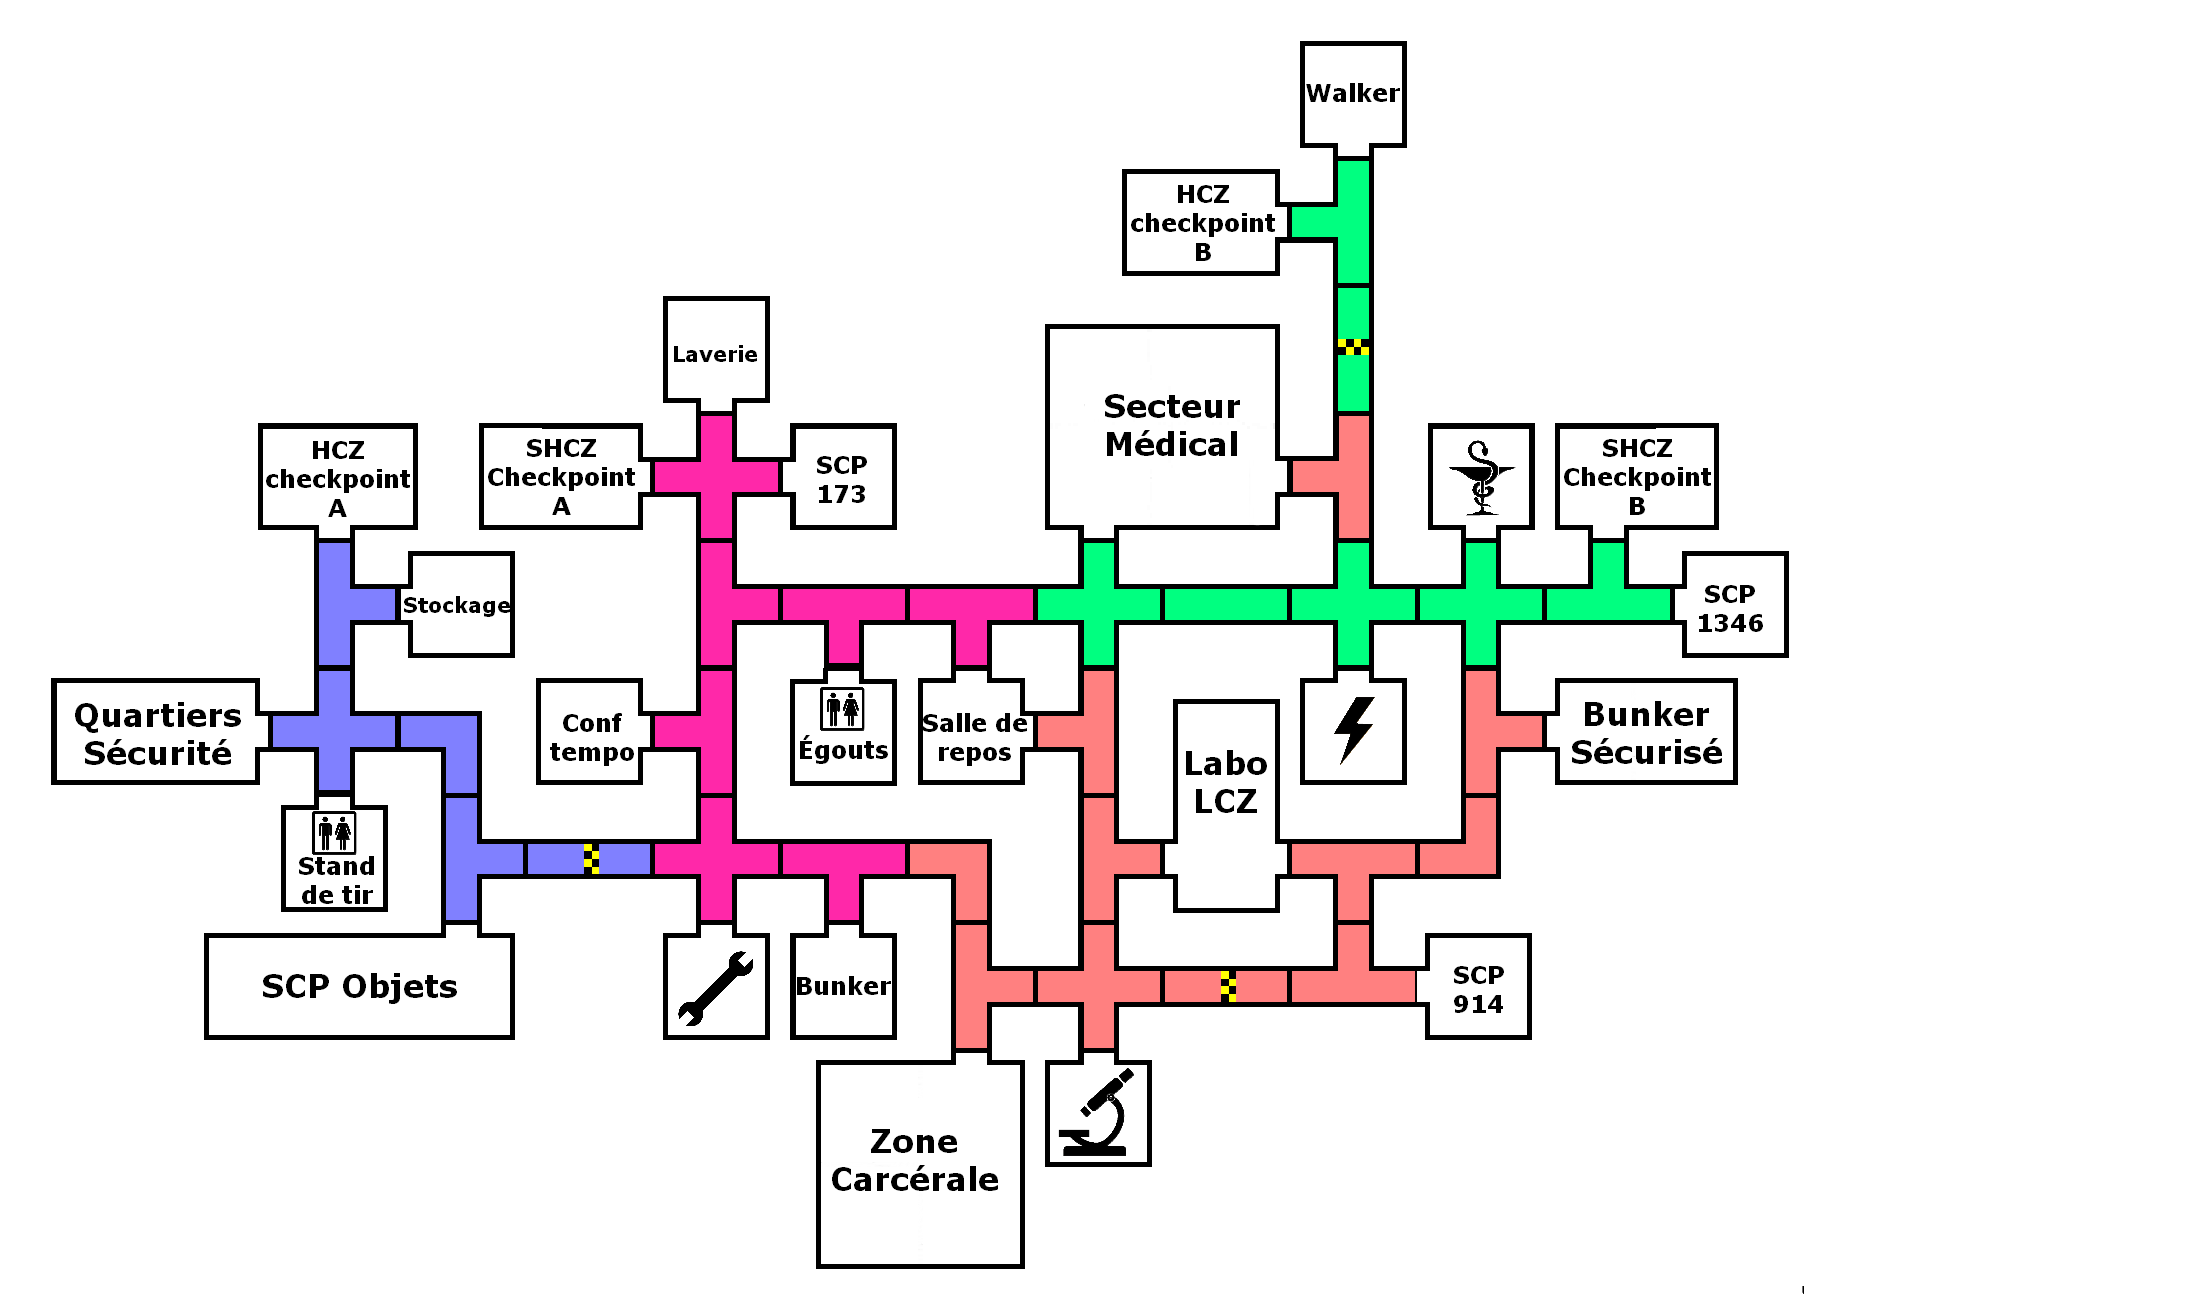 Walker
HCZ
checkpoint
B
Laverie
Secteur
Médical
HCZ
checkpoint
A
SHCZ
Checkpoint
A
SCP
173
SHCZ
Checkpoint
B
Stockage
SCP
1346
Quartiers
Sécurité
Conf
tempo
Égouts
Salle de
repos
Labo
LCZ
Bunker
Sécurisé
Stand
de tir
SCP Objets
Bunker
SCP
914
Zone
Carcérale